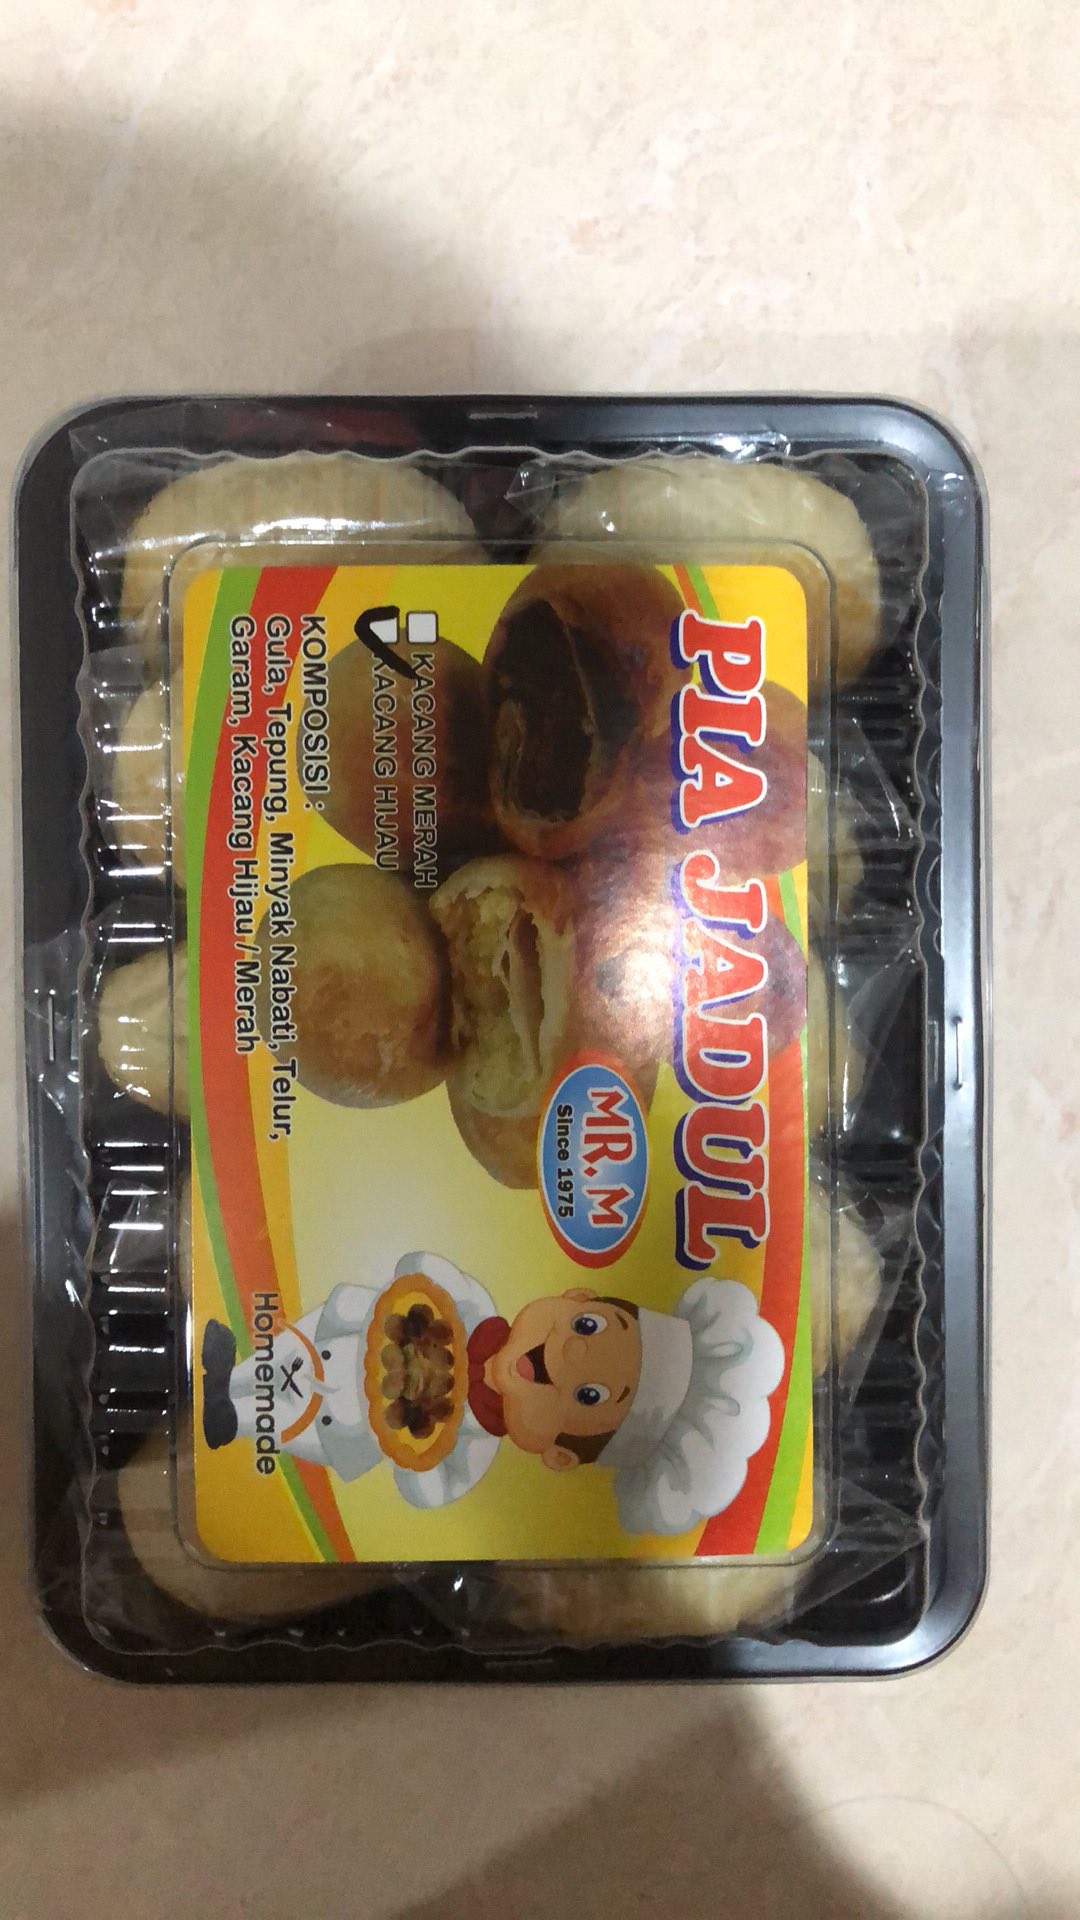 PIA JADUL
MR. M
Since 1975
KACANG MERAH
KACANG HIJAU
KOMPOSISI :
Gula, Tepung, Minyak Nabati, Telur,
Garam, Kacang Hijau / Merah
Homemade